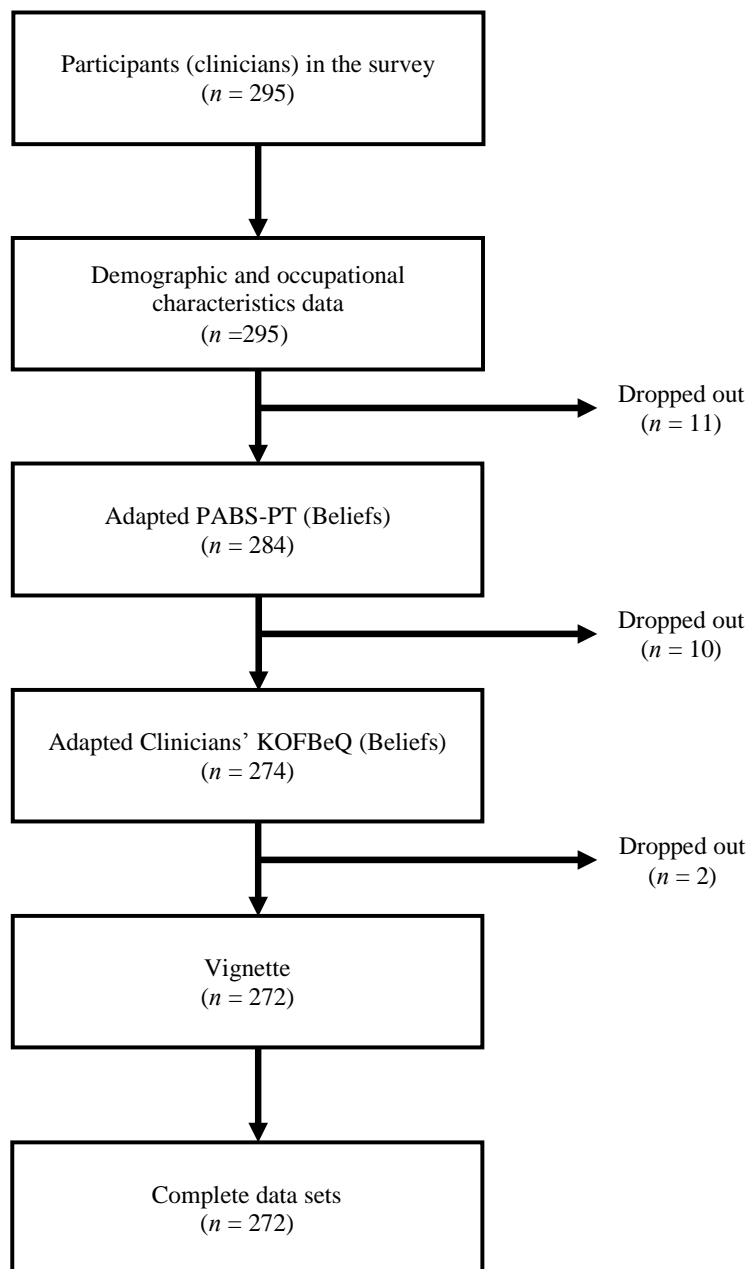 Participants (clinicians) in the survey
(n = 295)
Demographic and occupational
characteristics data
(n =295)
Dropped out
(n = 11)
Adapted PABS-PT (Beliefs)
(n = 284)
Dropped out
(n = 10)
Adapted Clinicians’ KOFBeQ (Beliefs)
(n = 274)
Dropped out
(n = 2)
Vignette
(n = 272)
Complete data sets
(n = 272)